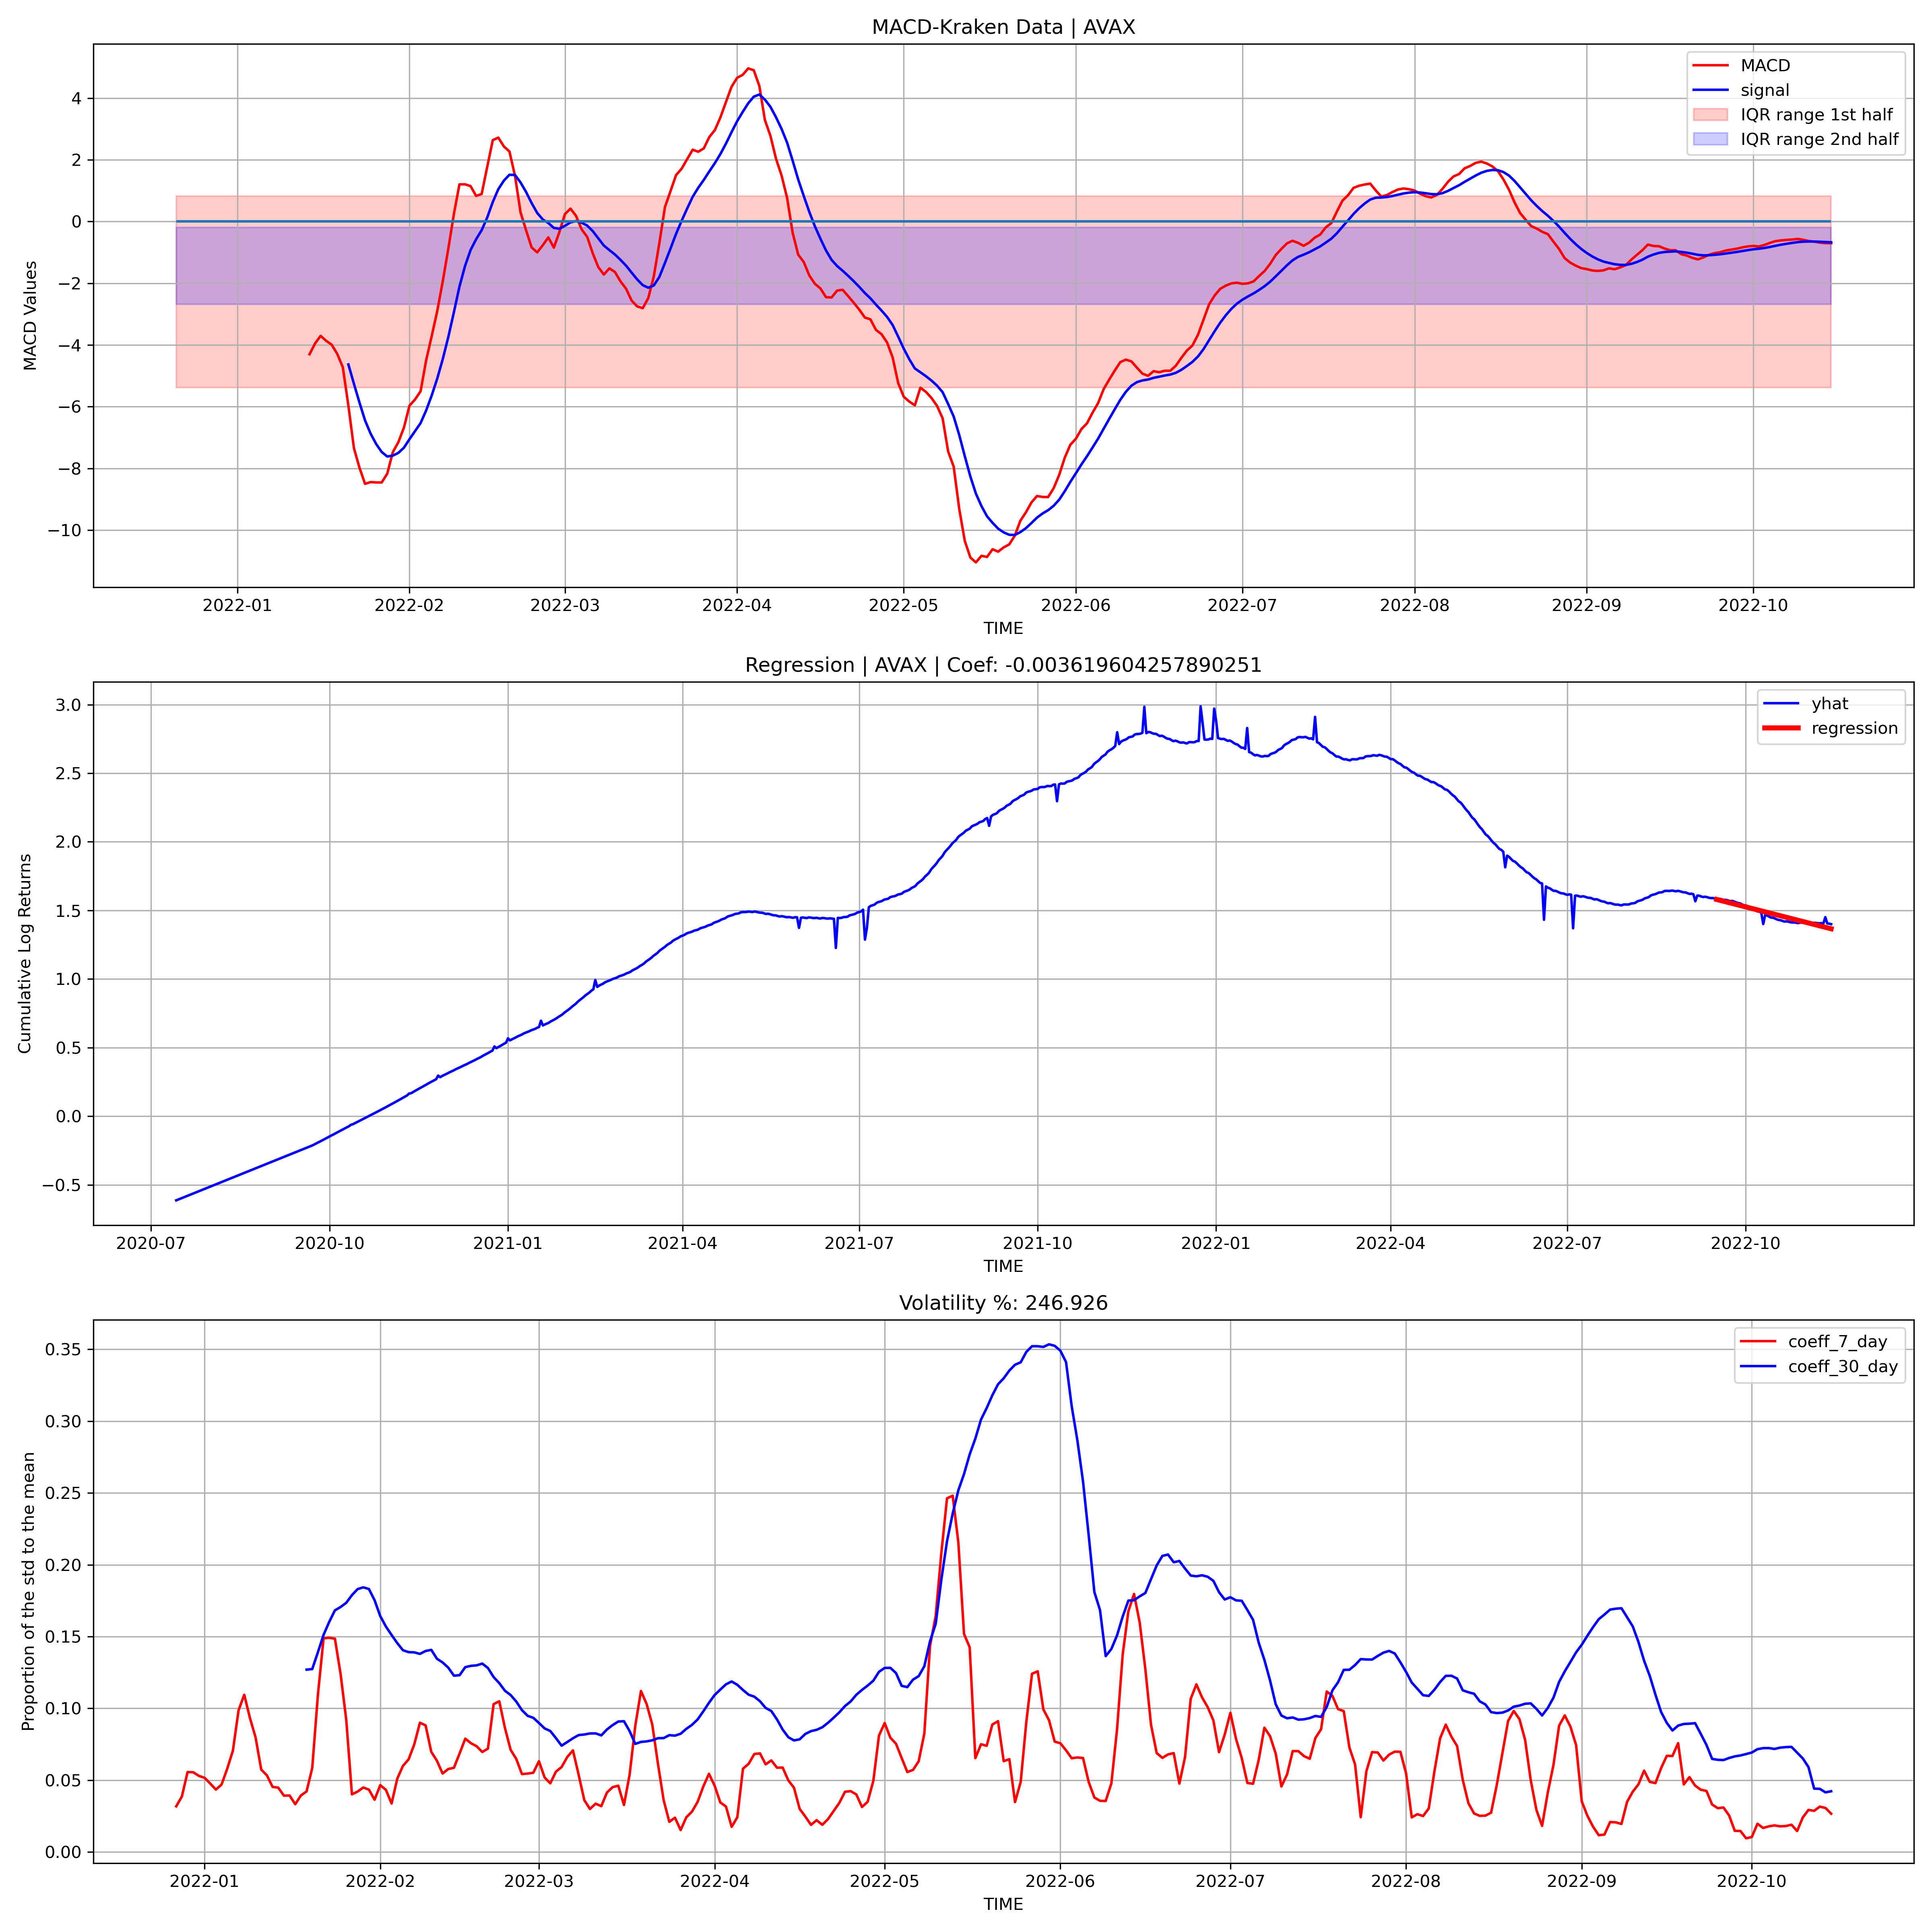 MACD-Kraken Data | AVAX
MACD
signal
IQR range 1st half
IQR range 2nd half
MACD Values
4
2
0
−2
−4
−6
−8
−10
2022-01 2022-02 2022-03 2022-04 2022-05 2022-06 2022-07 2022-08 2022-09 2022-10
TIME
Regression | AVAX | Coef: -0.003619604257890251
yhat
regression
Cumulative Log Returns
3.0
2.5
2.0
1.5
1.0
0.5
0.0
−0.5
2020-07 2020-10 2021-01 2021-04 2021-07 2021-10 2022-01 2022-04 2022-07 2022-10
TIME
Volatility %: 246.926
coeff_7_day
coeff_30_day
Proportion of the std to the mean
0.35
0.30
0.25
0.20
0.15
0.10
0.05
0.00
2022-01 2022-02 2022-03 2022-04 2022-05 2022-06 2022-07 2022-08 2022-09 2022-10
TIME